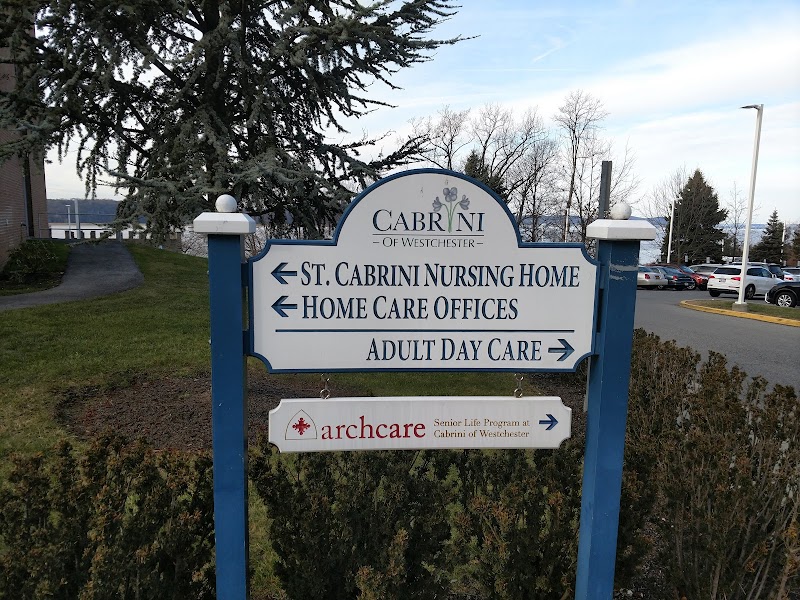 CABRINI
OF WESTCHESTER
ST. CABRINI NURSING HOME
HOME CARE OFFICES
ADULT DAY CARE
archcare
Senior Life Program at
Cabrini of Westchester